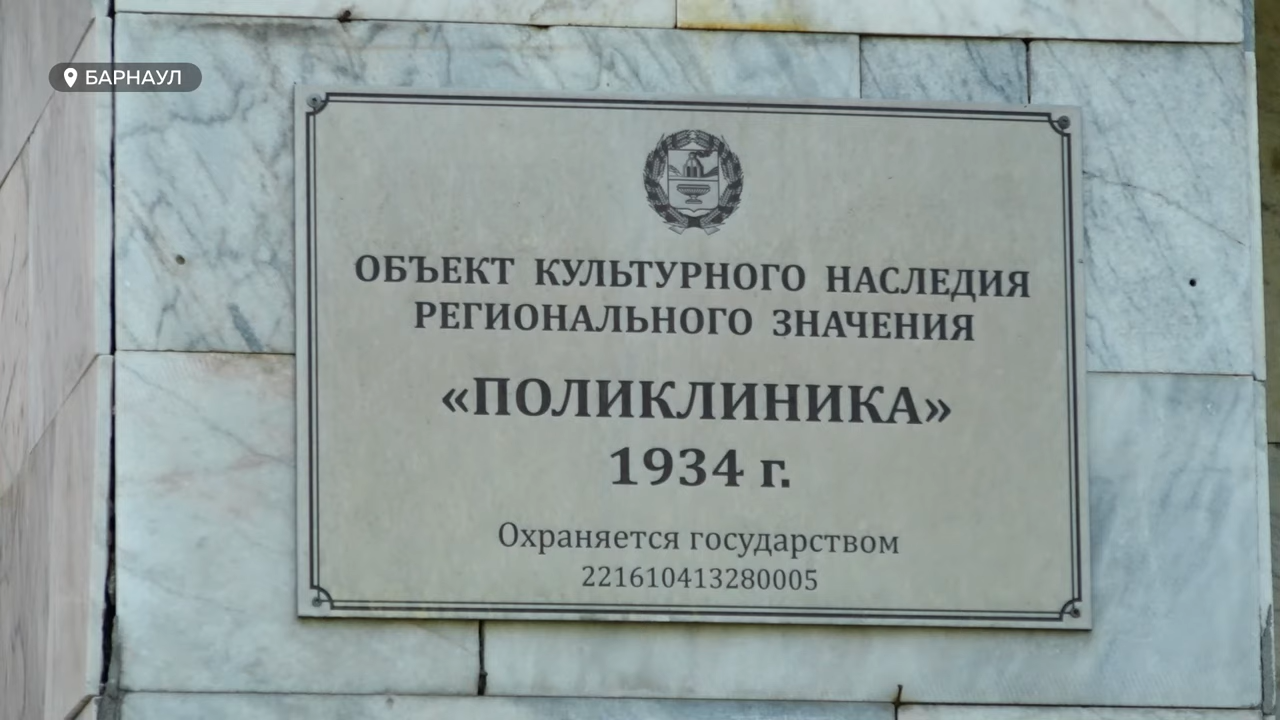 БАРНАУЛ
ОБЪЕКТ КУЛЬТУРНОГО НАСЛЕДИЯ
РЕГИОНАЛЬНОГО ЗНАЧЕНИЯ
«ПОЛИКЛИНИКА»
1934 г.
Охраняется государством
221610413280005